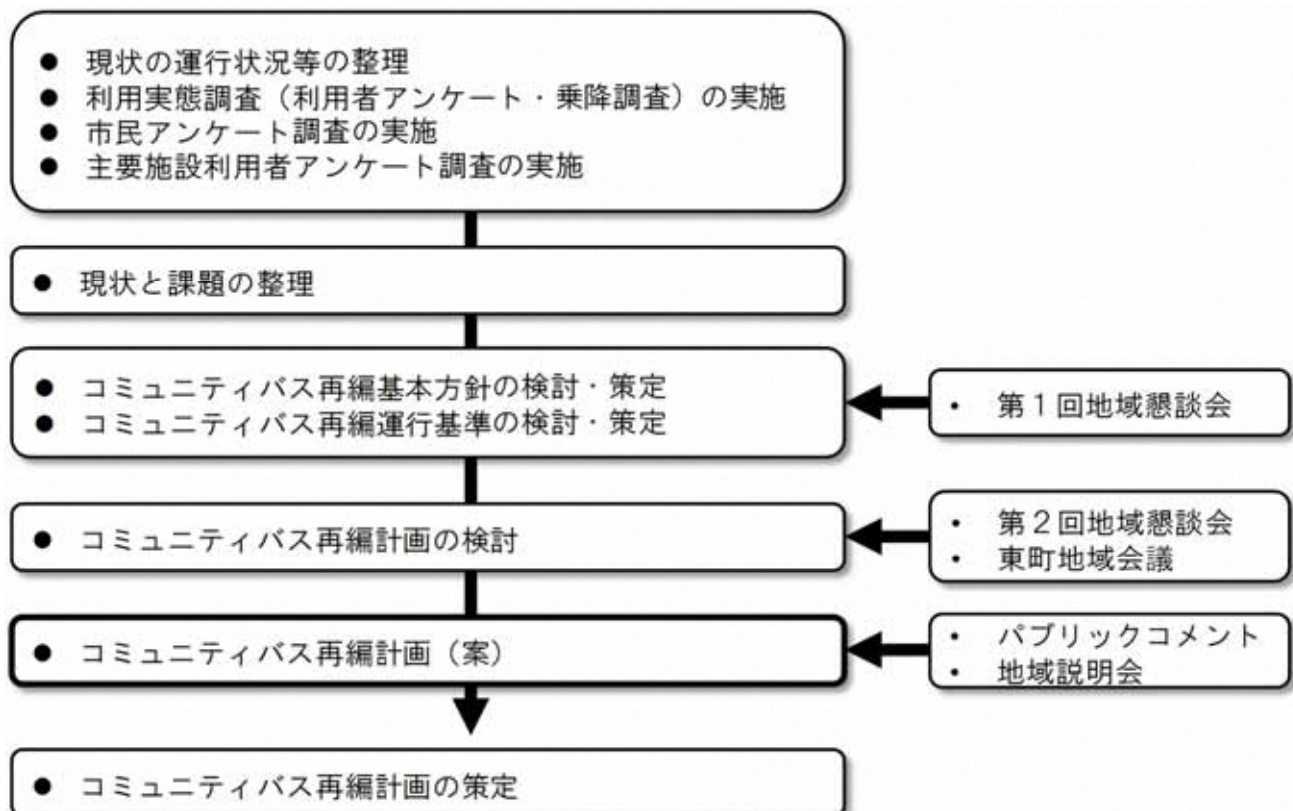 ● 現状の運行状況等の整理
● 利用実態調査（利用者アンケート・乗降調査）の実施
● 市民アンケート調査の実施
● 主要施設利用者アンケート調査の実施
● 現状と課題の整理
● コミュニティバス再編基本方針の検討・策定
● コミュニティバス再編運行基準の検討・策定
・ 第１回地域懇談会
● コミュニティバス再編計画の検討
・ 第２回地域懇談会
・ 東町地域会議
● コミュニティバス再編計画（案）
・ パブリックコメント
・ 地域説明会
● コミュニティバス再編計画の策定